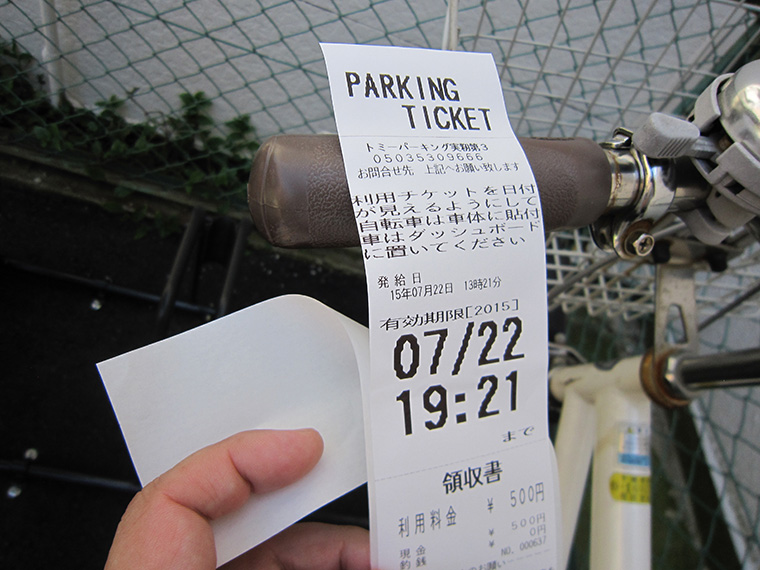 PARKING
TICKET
トミーパーキング実籾第3
05035309666
お問合せ先 上記へお願い致します
利用チケットを日付
が見えるようにして
自転車は車体に貼付
車はダッシュボード
に置いてください
発給日
15年07月22日 13時21分
有効期限[2015]
07/22
19:21
まで
領収書
利用料金 ¥ 500円
現金 ¥ 500円
釣銭 ¥ 0円
NO. 000637